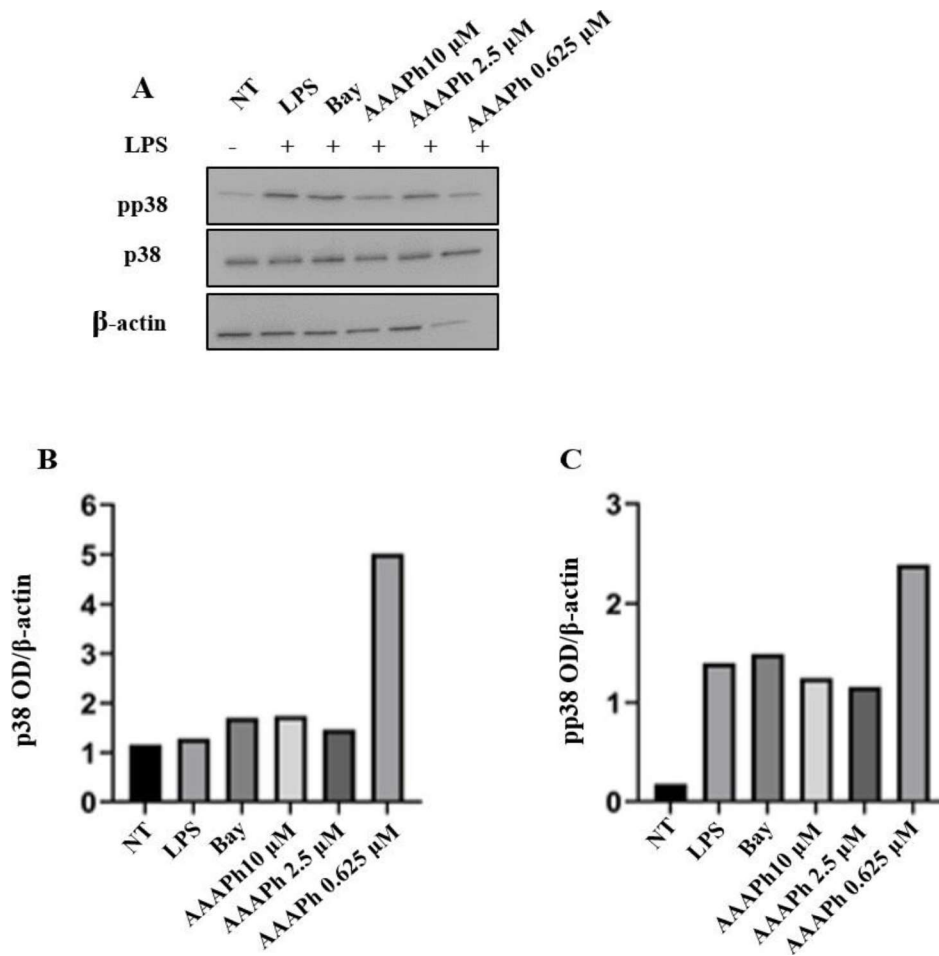 A
NT
LPS
Bay
AAAPh10 μM
AAAPh 2.5 μM
AAAPh 0.625 μM
LPS - + + + + +
pp38
p38
β-actin
B
p38 OD/β-actin
6
5
4
3
2
1
0
NT
LPS
Bay
AAAPh10 μM
AAAPh 2.5 μM
AAAPh 0.625 μM
C
pp38 OD/β-actin
3
2
1
0
NT
LPS
Bay
AAAPh10 μM
AAAPh 2.5 μM
AAAPh 0.625 μM